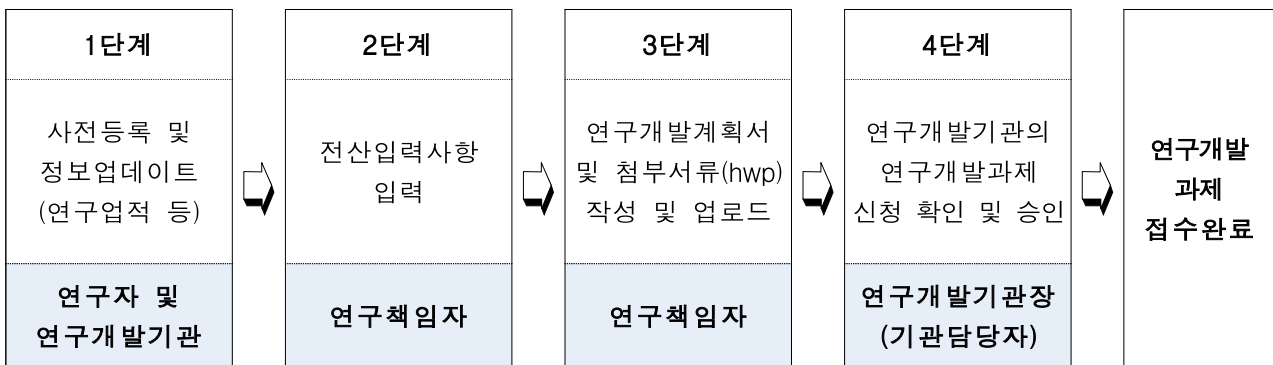 1단계
사전등록 및
정보업데이트
(연구업적 등)
연구자 및
연구개발기관
2단계
전산입력사항
입력
연구책임자
3단계
연구개발계획서
및 첨부서류(hwp)
작성 및 업로드
연구책임자
4단계
연구개발기관의
연구개발과제
신청 확인 및 승인
연구개발기관장
(기관담당자)
연구개발
과제
접수완료